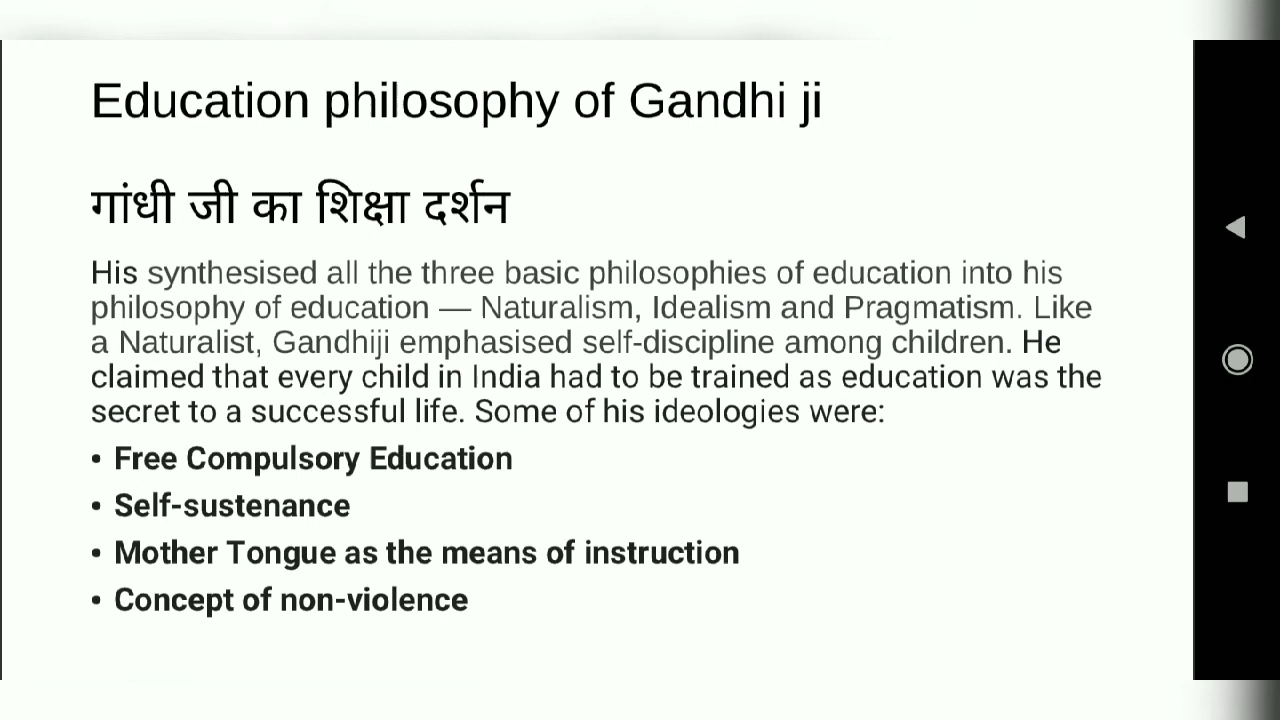 Education philosophy of Gandhi ji
गांधी जी का शिक्षा दर्शन
His synthesised all the three basic philosophies of education into his
philosophy of education — Naturalism, Idealism and Pragmatism. Like
a Naturalist, Gandhiji emphasised self-discipline among children. He
claimed that every child in India had to be trained as education was the
secret to a successful life. Some of his ideologies were:
• Free Compulsory Education
• Self-sustenance
• Mother Tongue as the means of instruction
• Concept of non-violence